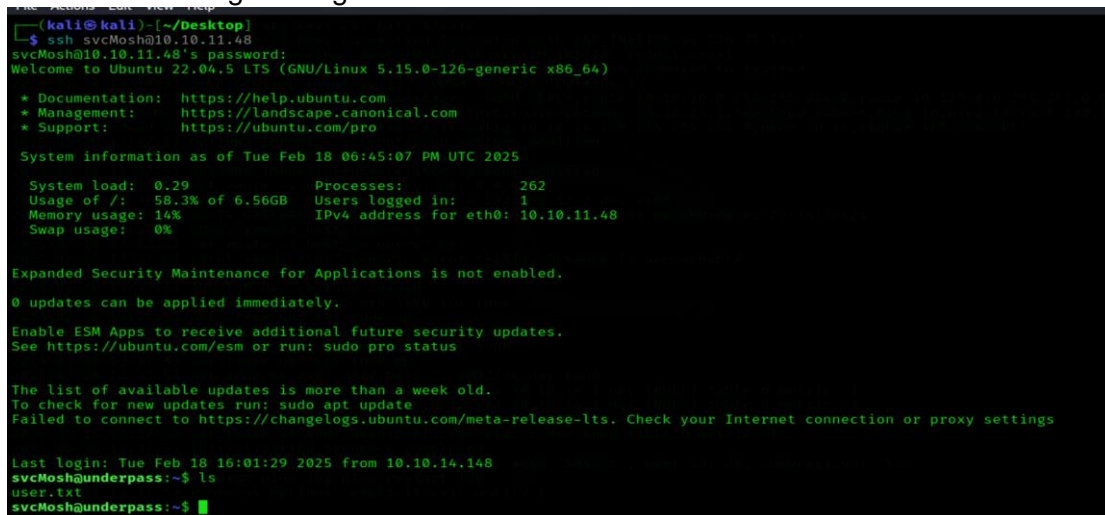 File Actions Edit View Help
(kali㉿kali)-[~/Desktop]
$ ssh svcMosh@10.10.11.48
svcMosh@10.10.11.48's password:
Welcome to Ubuntu 22.04.5 LTS (GNU/Linux 5.15.0-126-generic x86_64)
* Documentation: https://help.ubuntu.com
* Management: https://landscape.canonical.com
* Support: https://ubuntu.com/pro
System information as of Tue Feb 18 06:45:07 PM UTC 2025
System load: 0.29 Processes: 262
Usage of /: 58.3% of 6.56GB Users logged in: 1
Memory usage: 14% IPv4 address for eth0: 10.10.11.48
Swap usage: 0%
Expanded Security Maintenance for Applications is not enabled.
0 updates can be applied immediately.
Enable ESM Apps to receive additional future security updates.
See https://ubuntu.com/esm or run: sudo pro status
The list of available updates is more than a week old.
To check for new updates run: sudo apt update
Failed to connect to https://changelogs.ubuntu.com/meta-release-lts. Check your Internet connection or proxy settings
Last login: Tue Feb 18 16:01:29 2025 from 10.10.14.148
svcMosh@underpass:~$ ls
user.txt
svcMosh@underpass:~$